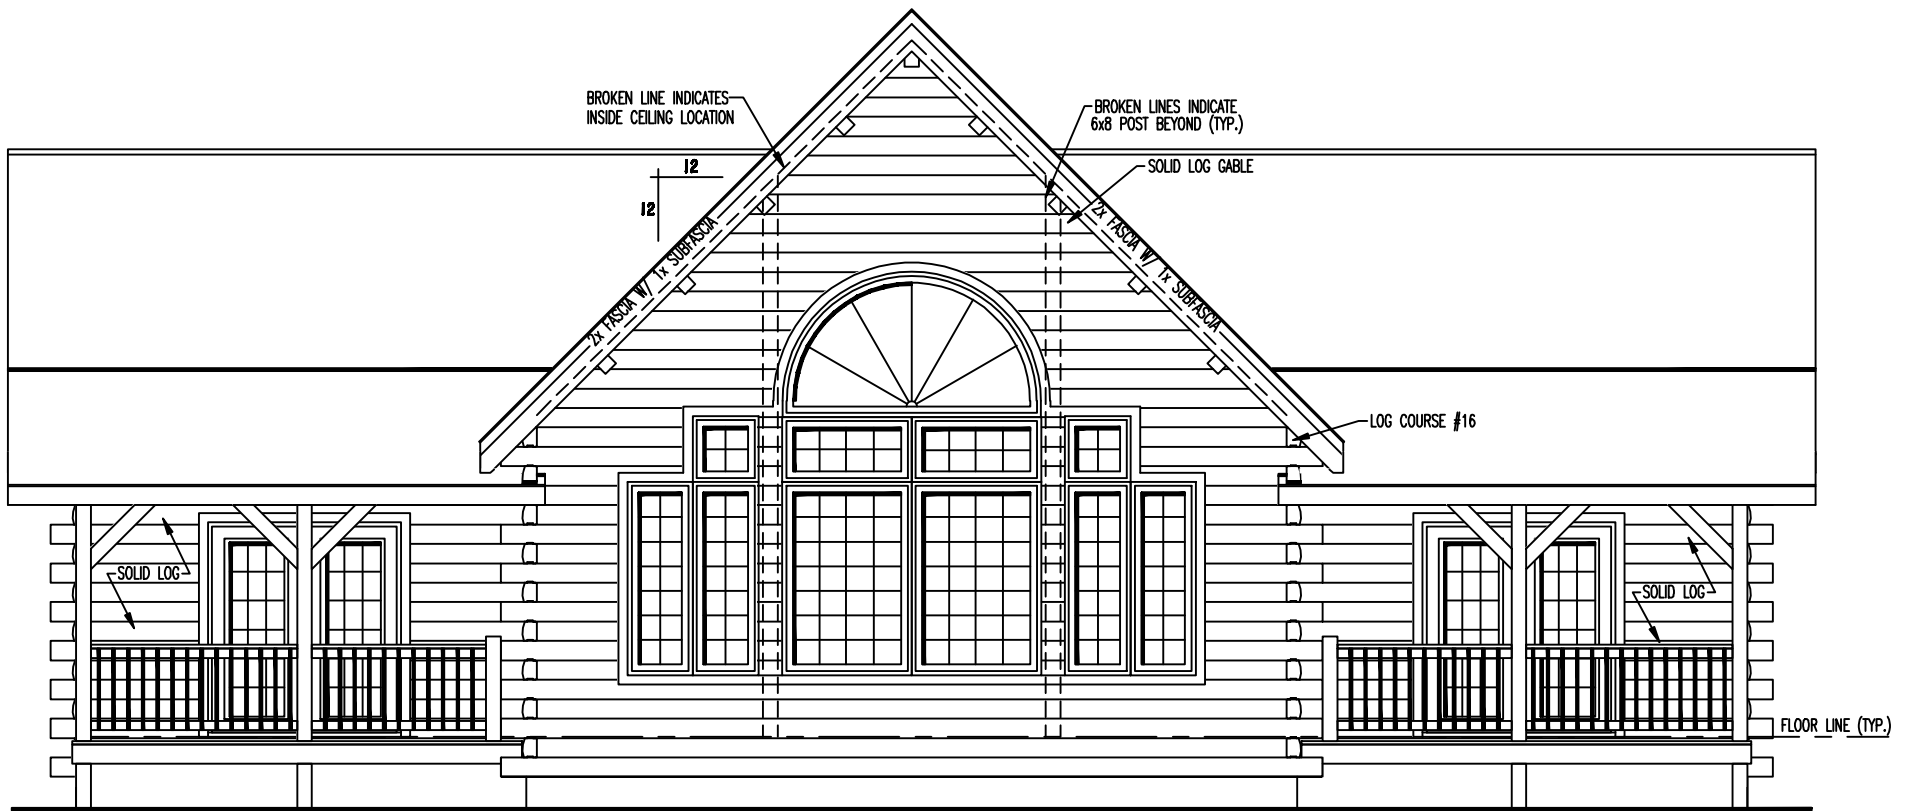 BROKEN LINE INDICATES
INSIDE CEILING LOCATION
BROKEN LINES INDICATE
6x8 POST BEYOND (TYP.)
SOLID LOG GABLE
12
12
2x FASCIA W/ 1x SUBFASCIA
2x FASCIA W/ 1x SUBFASCIA
LOG COURSE #16
SOLID LOG
SOLID LOG
FLOOR LINE (TYP.)